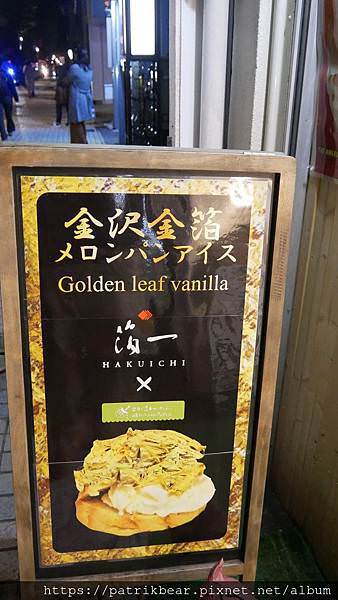 金沢金箔
メロンパンアイス
Golden leaf vanilla
箔一
HAKUICHI
×
https://patrikbear.pixnet.net/album